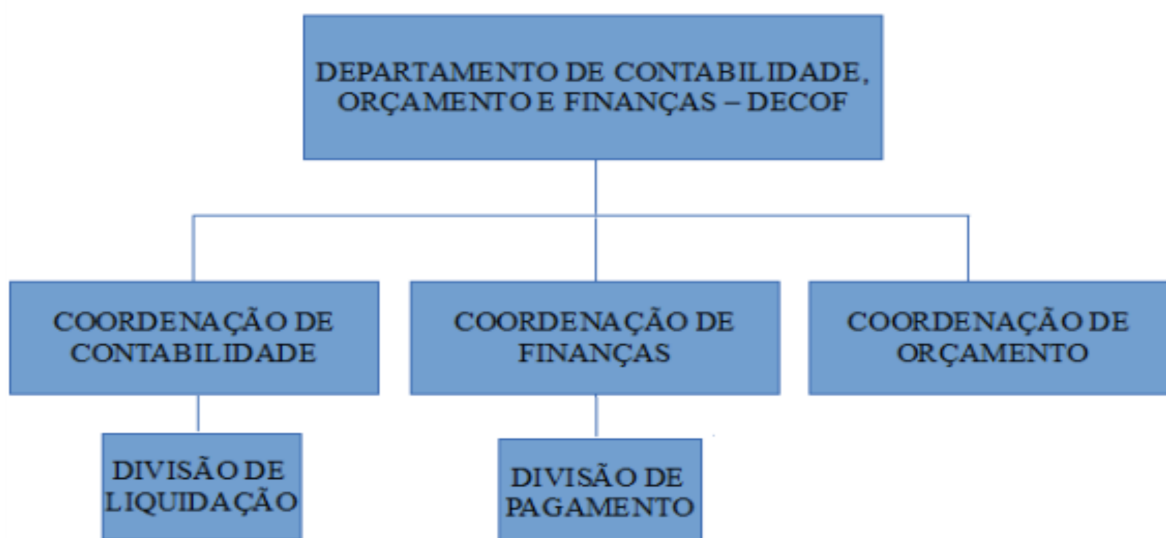 DEPARTAMENTO DE CONTABILIDADE,
ORÇAMENTO E FINANÇAS – DECOF
COORDENAÇÃO DE
CONTABILIDADE
COORDENAÇÃO DE
FINANÇAS
COORDENAÇÃO DE
ORÇAMENTO
DIVISÃO DE
LIQUIDAÇÃO
DIVISÃO DE
PAGAMENTO